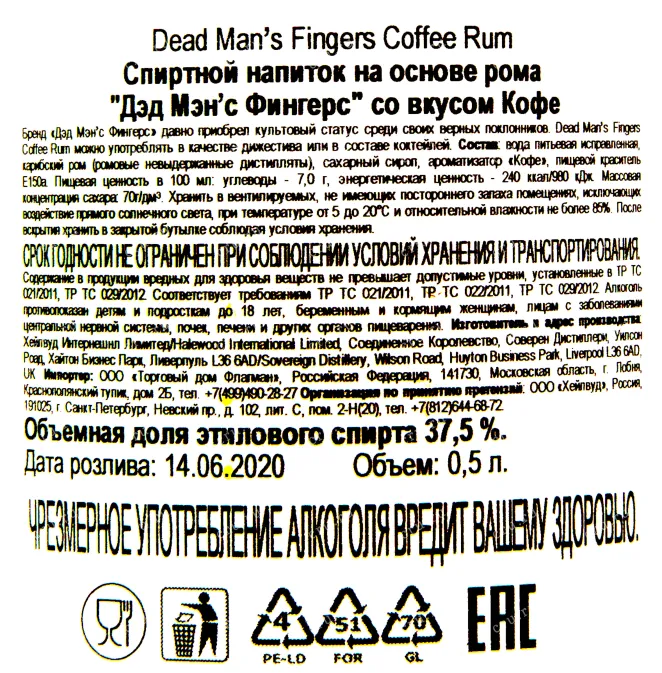 Dead Man's Fingers Coffee Rum
Спиртной напиток на основе рома
"Дэд Мэн'с Фингерс" со вкусом Кофе
Бренд «Дэд Мэн'с Фингерс» давно приобрел культовый статус среди своих верных поклонников. Dead Man's Fingers
Coffee Rum можно употреблять в качестве дижестива или в составе коктейлей. Состав: вода питьевая исправленная,
карибский ром (ромовые невыдержанные дистилляты), сахарный сироп, ароматизатор «Кофе», пищевой краситель
E150a. Пищевая ценность в 100 мл: углеводы - 7,0 г, энергетическая ценность - 240 ккал/980 кДж. Массовая
концентрация сахара: 70г/дм³. Хранить в вентилируемых, не имеющих постороннего запаха помещениях, исключающих
воздействие прямого солнечного света, при температуре от 5 до 20°C и относительной влажности не более 85%. После
вскрытия хранить в закрытой бутылке соблюдая условия хранения.
СРОК ГОДНОСТИ НЕ ОГРАНИЧЕН ПРИ СОБЛЮДЕНИИ УСЛОВИЙ ХРАНЕНИЯ И ТРАНСПОРТИРОВАНИЯ.
Содержание в продукции вредных для здоровья веществ не превышает допустимые уровни, установленные в ТР ТС
021/2011, ТР ТС 029/2012. Соответствует требованиям ТР ТС 021/2011, ТР ТС 022/2011, ТР ТС 029/2012. Алкоголь
противопоказан детям и подросткам до 18 лет, беременным и кормящим женщинам, лицам с заболеваниями
центральной нервной системы, почек, печени и других органов пищеварения. Изготовитель и адрес производства:
Хейлвуд Интернешнл Лимитед/Halewood International Limited, Соединенное Королевство, Соверен Дистиллери, Уилсон
Роад, Хайтон Бизнес Парк, Ливерпуль L36 6AD/Sovereign Distillery, Wilson Road, Huyton Business Park, Liverpool L36 6AD,
UK Импортер: ООО «Торговый дом Флагман», Российская Федерация, 141730, Московская область, г. Лобня,
Краснополянский тупик, дом 2Б, тел. +7(499)490-28-27 Организация по принятию претензий: ООО «Хейлвуд», Россия,
191025, г. Санкт-Петербург, Невский пр., д. 102, лит. С, пом. 2-Н(20), тел. +7(812)644-68-72
Объемная доля этилового спирта 37,5 %.
Дата розлива: 14.06.2020 Объем: 0,5 л.
ЧРЕЗМЕРНОЕ УПОТРЕБЛЕНИЕ АЛКОГОЛЯ ВРЕДИТ ВАШЕМУ ЗДОРОВЬЮ.
4 51 70 EAC
PE-LD FOR GL